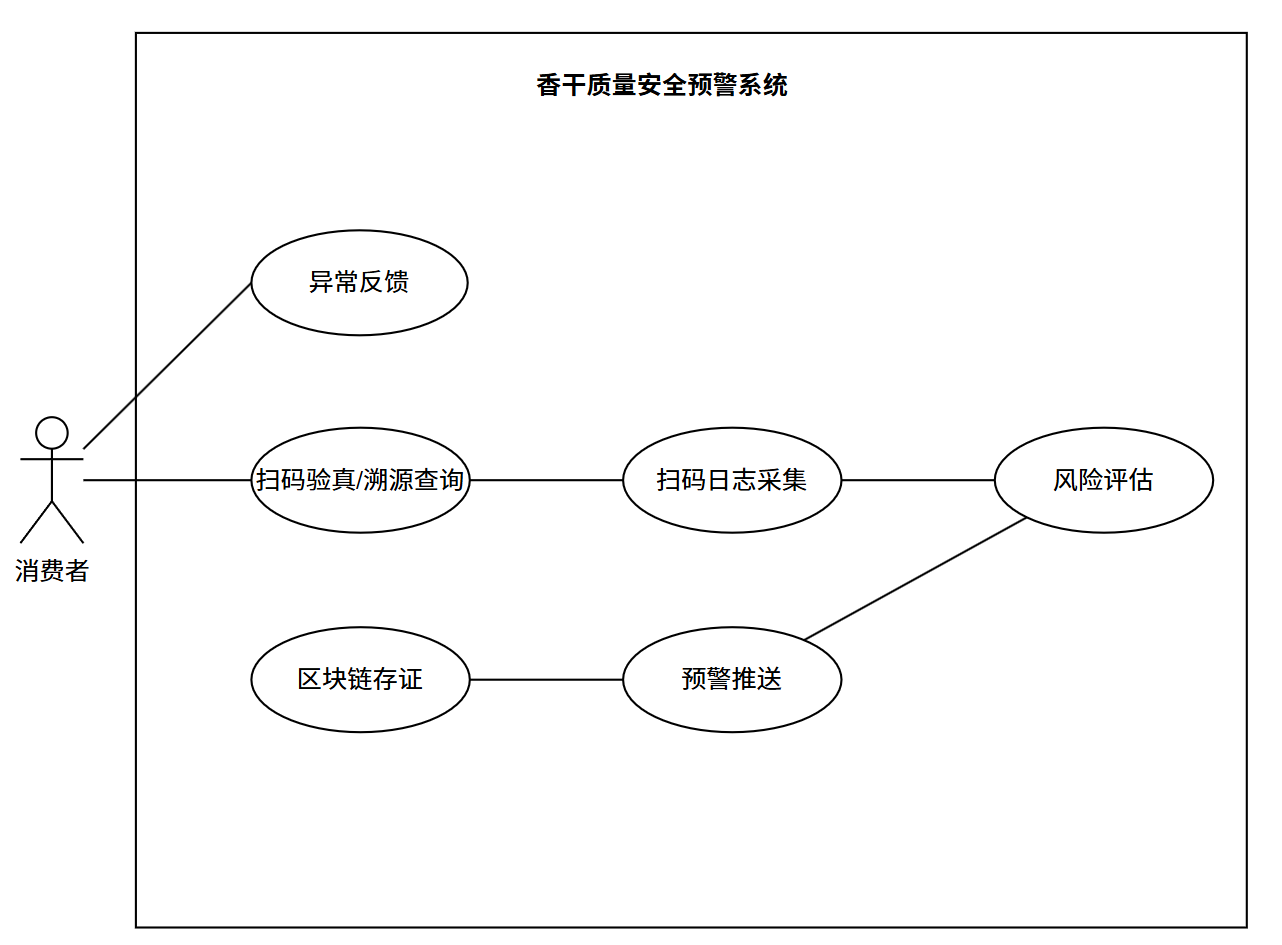 香干质量安全预警系统
异常反馈
扫码验真/溯源查询
扫码日志采集
风险评估
消费者
区块链存证
预警推送